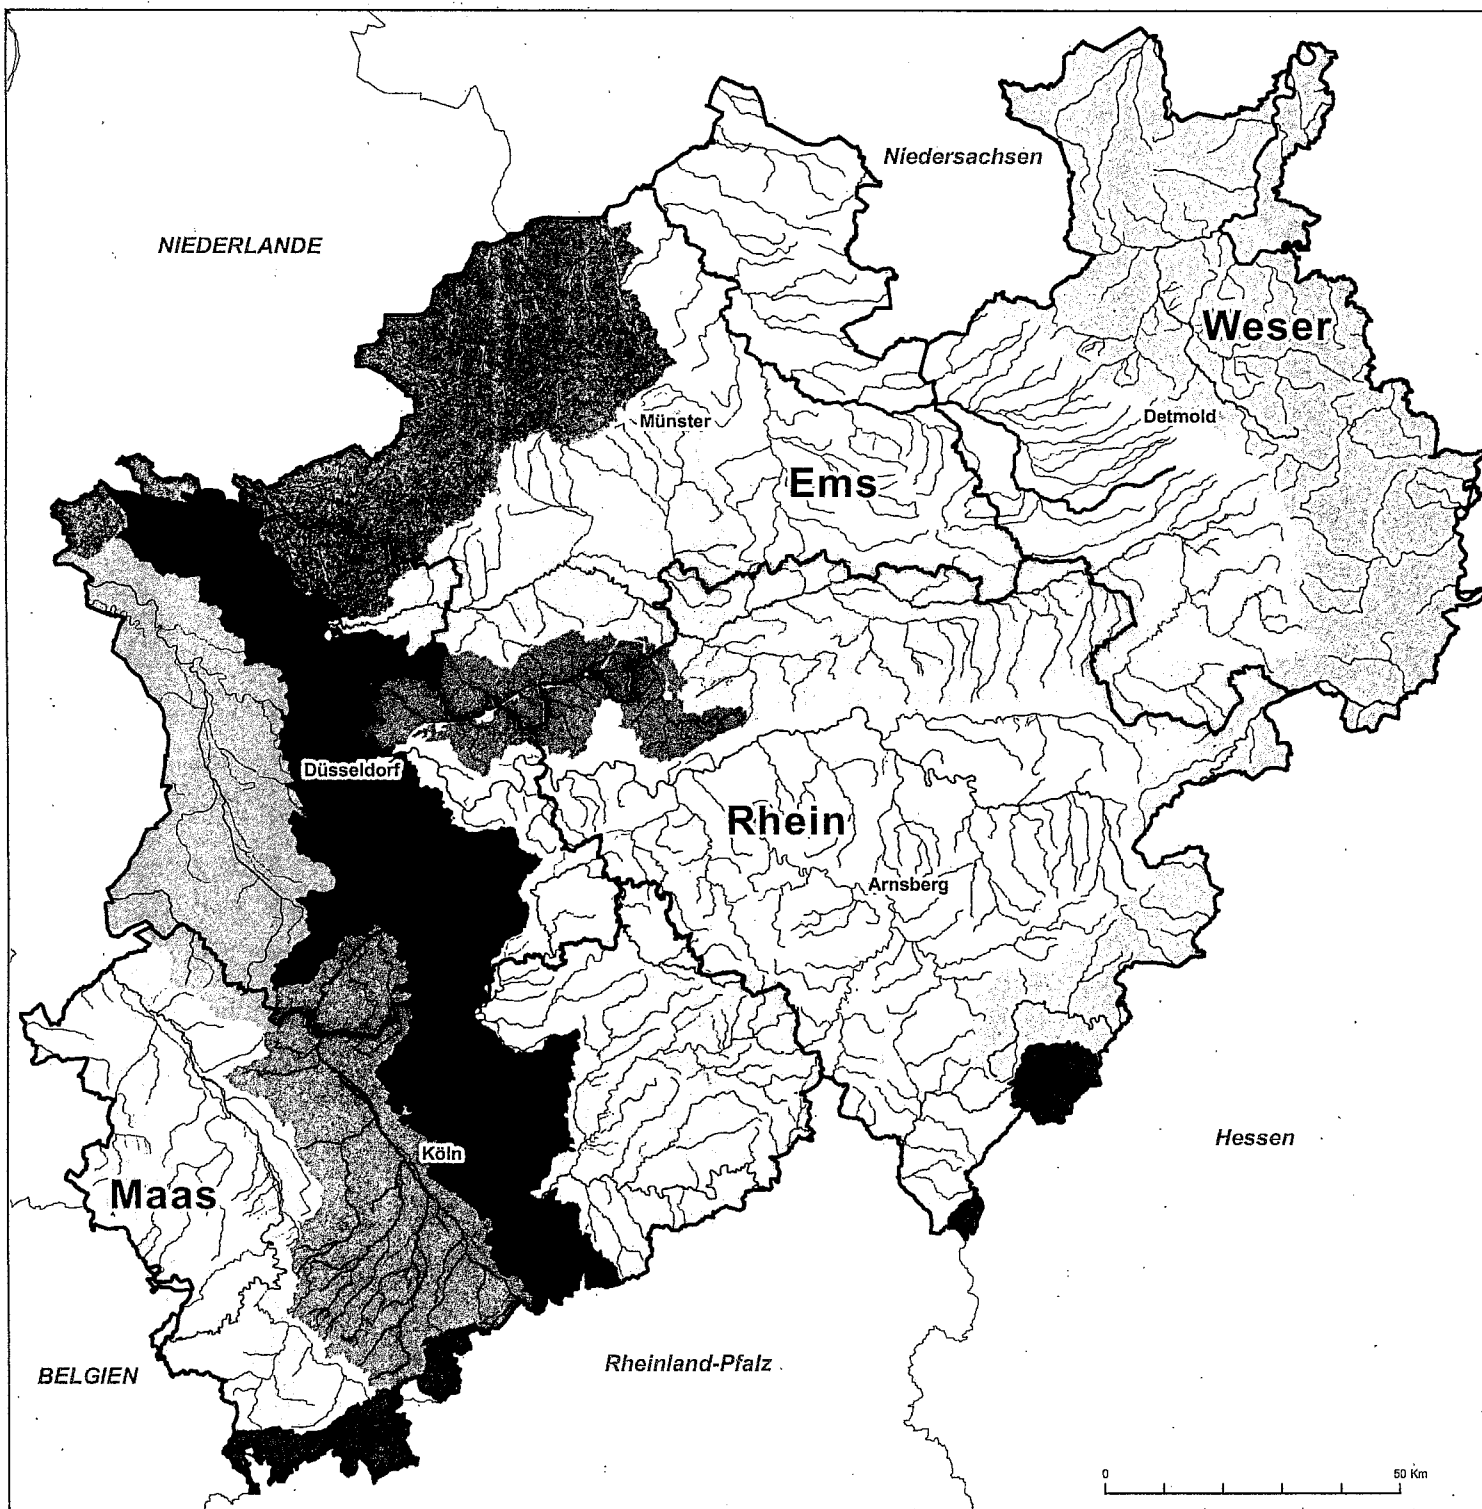 Niedersachsen
NIEDERLANDE
Weser
Münster
Detmold
Ems
Düsseldorf
Rhein
Arnsberg
Hessen
Köln
Maas
Rheinland-Pfalz
BELGIEN
0 50 Km